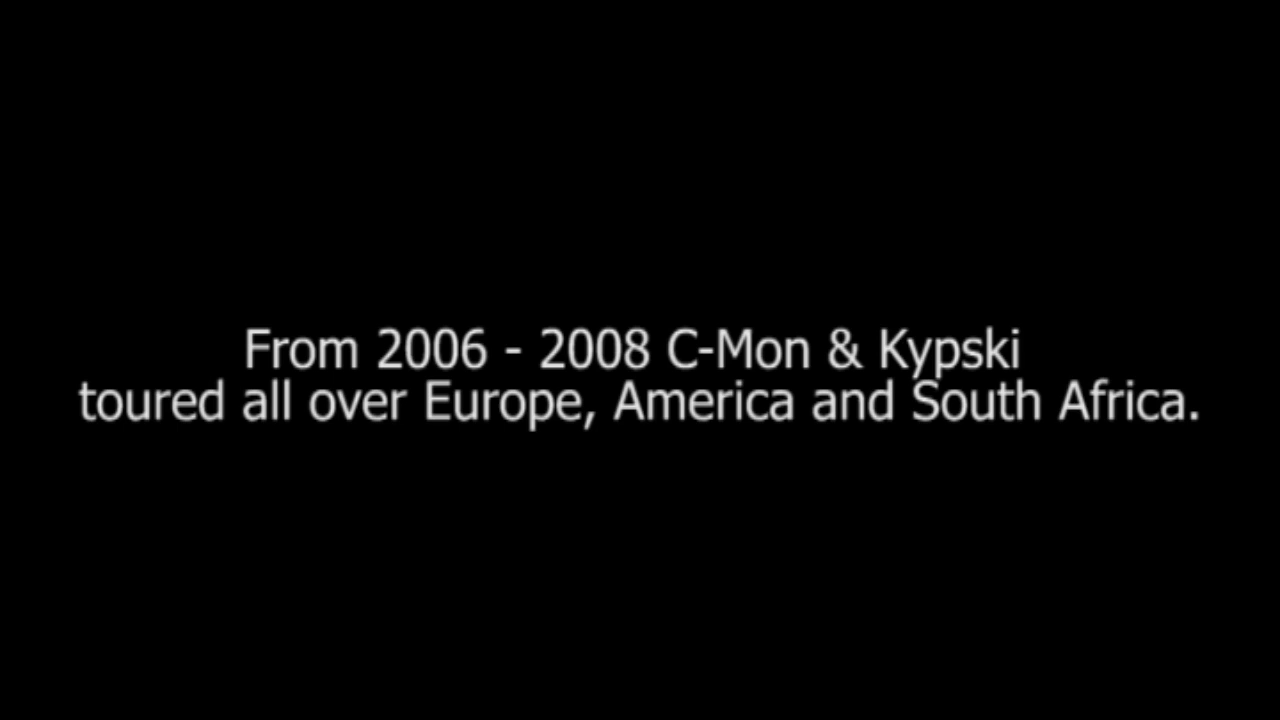 From 2006 - 2008 C-Mon & Kypski
toured all over Europe, America and South Africa.